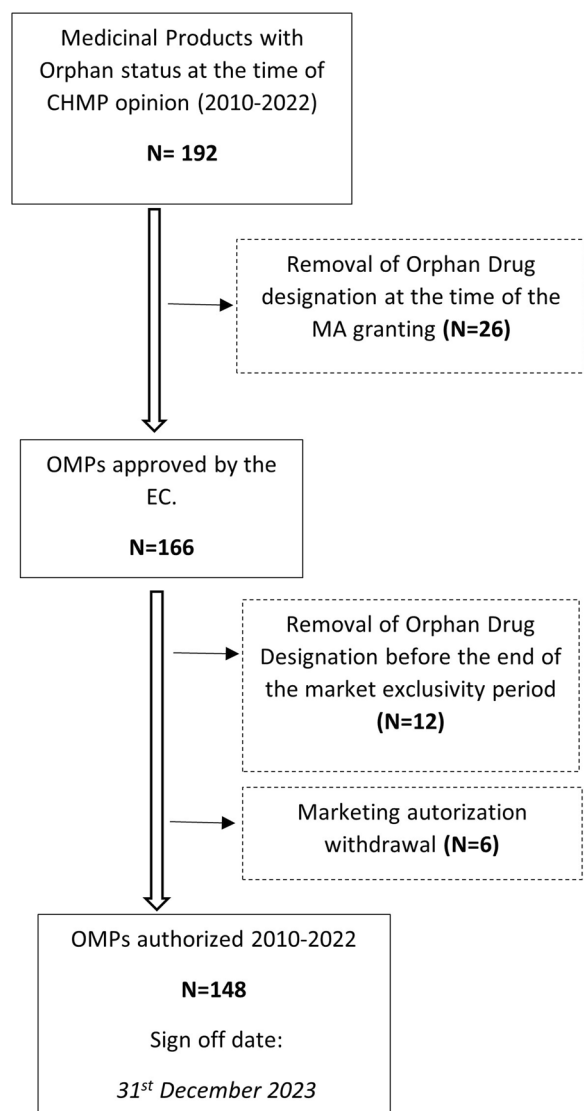 Medicinal Products with
Orphan status at the time of
CHMP opinion (2010-2022)
N= 192
Removal of Orphan Drug
designation at the time of the
MA granting (N=26)
OMPs approved by the
EC.
N=166
Removal of Orphan Drug
Designation before the end of
the market exclusivity period
(N=12)
Marketing autorization
withdrawal (N=6)
OMPs authorized 2010-2022
N=148
Sign off date:
31st December 2023